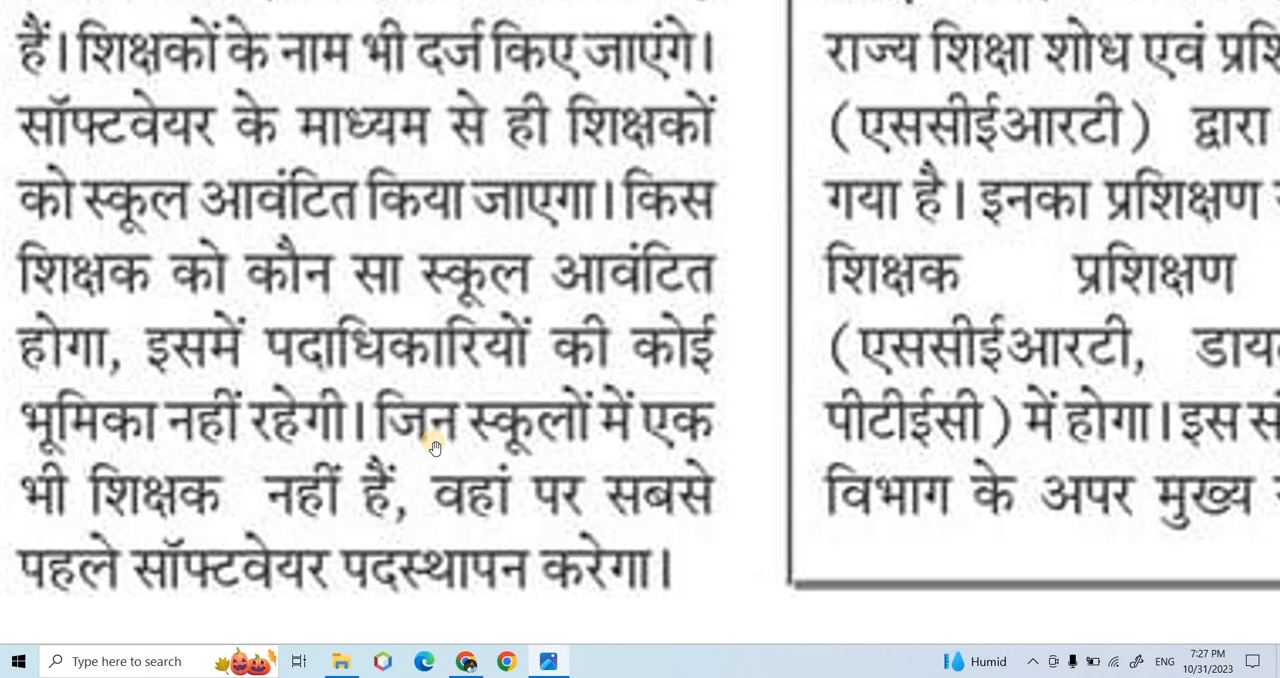 हैं। शिक्षकों के नाम भी दर्ज किए जाएंगे।
सॉफ्टवेयर के माध्यम से ही शिक्षकों
को स्कूल आवंटित किया जाएगा। किस
शिक्षक को कौन सा स्कूल आवंटित
होगा, इसमें पदाधिकारियों की कोई
भूमिका नहीं रहेगी। जिन स्कूलों में एक
भी शिक्षक नहीं हैं, वहां पर सबसे
पहले सॉफ्टवेयर पदस्थापन करेगा।
राज्य शिक्षा शोध एवं
(एससीईआरटी) द्वारा
गया है। इनका प्रशिक्षण
शिक्षक प्रशिक्षण
(एससीईआरटी,
पीटीईसी) में होगा। इस
विभाग के अपर मुख्य
Type here to search
Humid
ENG
7:27 PM
10/31/2023